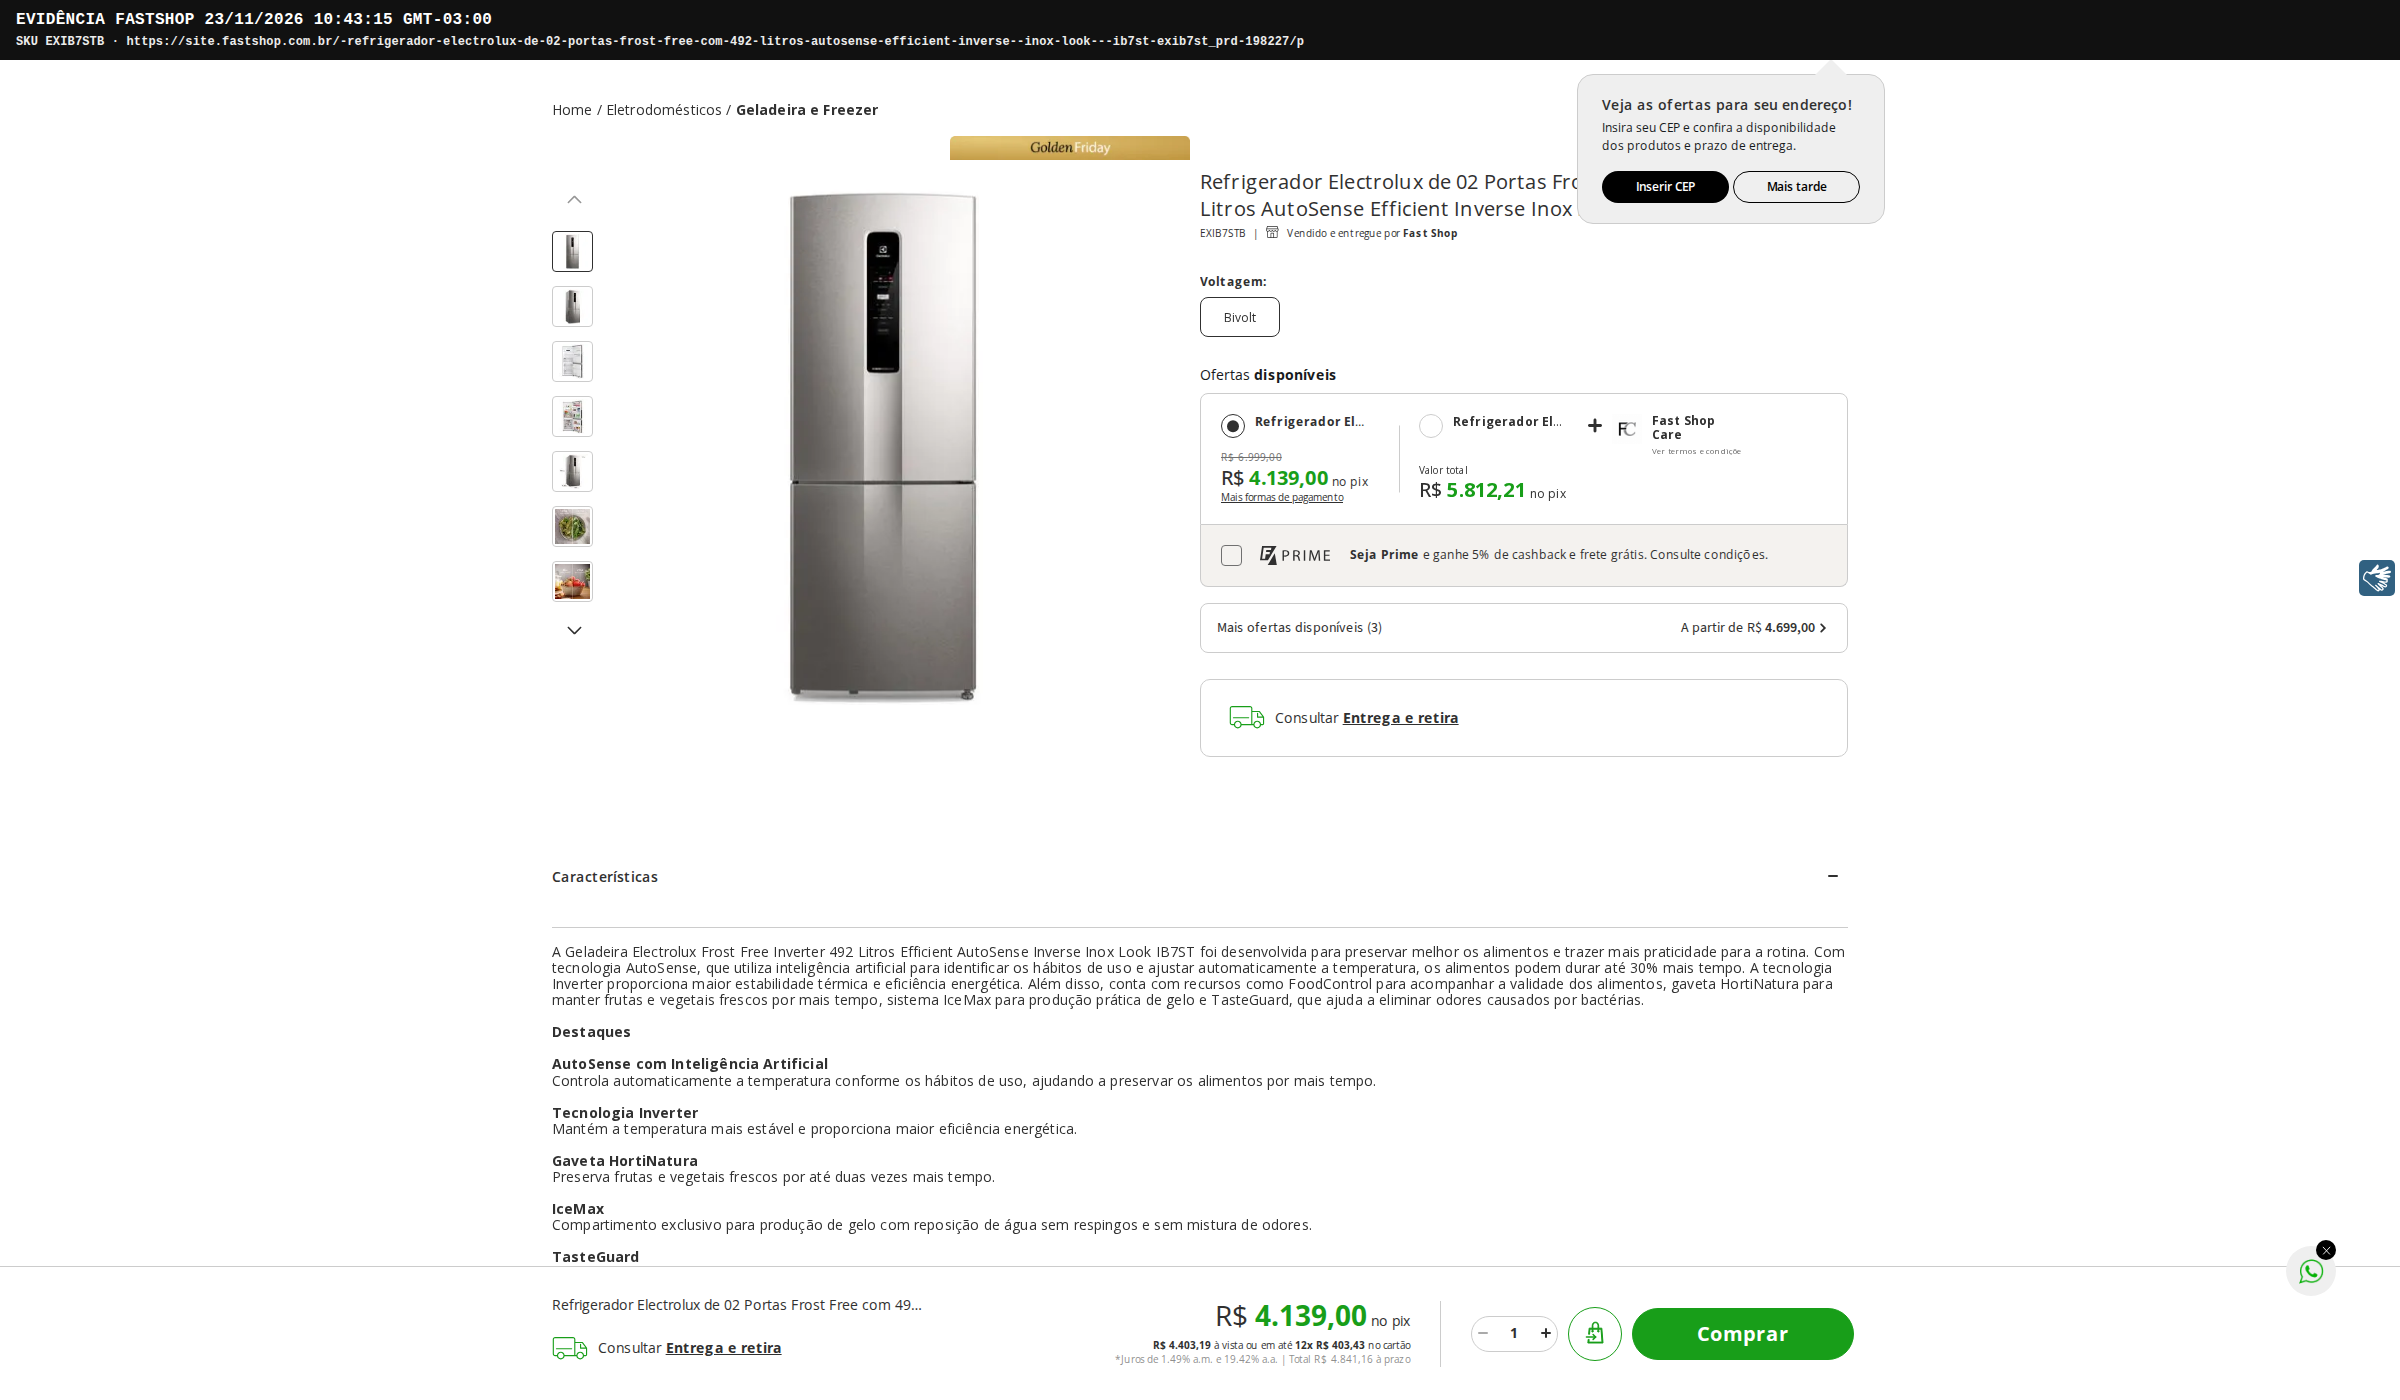 EVIDÊNCIA FASTSHOP 23/11/2026 10:43:15 GMT-03:00
SKU EXIB7STB · https://site.fastshop.com.br/-refrigerador-electrolux-de-02-portas-frost-free-com-492-litros-autosense-efficient-inverse--inox-look---ib7st-exib7st_prd-198227/p
Veja as ofertas para seu endereço!
Insira seu CEP e confira a disponibilidade
dos produtos e prazo de entrega.
Inserir CEP
Mais tarde
Home / Eletrodomésticos / Geladeira e Freezer
Golden Friday
Refrigerador Electrolux de 02 Portas Fro
Litros AutoSense Efficient Inverse Inox
EXIB7STB | Vendido e entregue por Fast Shop
Voltagem:
Bivolt
Ofertas disponíveis
Refrigerador El...
R$ 6.999,00
R$ 4.139,00 no pix
Mais formas de pagamento
Refrigerador El...
+
FC
Fast Shop
Care
Ver termos e condiçõe
Valor total
R$ 5.812,21 no pix
PRIME
Seja Prime e ganhe 5% de cashback e frete grátis. Consulte condições.
Mais ofertas disponíveis (3)
A partir de R$ 4.699,00
Consultar Entrega e retira
Características
A Geladeira Electrolux Frost Free Inverter 492 Litros Efficient AutoSense Inverse Inox Look IB7ST foi desenvolvida para preservar melhor os alimentos e trazer mais praticidade para a rotina. Com
tecnologia AutoSense, que utiliza inteligência artificial para identificar os hábitos de uso e ajustar automaticamente a temperatura, os alimentos podem durar até 30% mais tempo. A tecnologia
Inverter proporciona maior estabilidade térmica e eficiência energética. Além disso, conta com recursos como FoodControl para acompanhar a validade dos alimentos, gaveta HortiNatura para
manter frutas e vegetais frescos por mais tempo, sistema IceMax para produção prática de gelo e TasteGuard, que ajuda a eliminar odores causados por bactérias.
Destaques
AutoSense com Inteligência Artificial
Controla automaticamente a temperatura conforme os hábitos de uso, ajudando a preservar os alimentos por mais tempo.
Tecnologia Inverter
Mantém a temperatura mais estável e proporciona maior eficiência energética.
Gaveta HortiNatura
Preserva frutas e vegetais frescos por até duas vezes mais tempo.
IceMax
Compartimento exclusivo para produção de gelo com reposição de água sem respingos e sem mistura de odores.
TasteGuard
Refrigerador Electrolux de 02 Portas Frost Free com 49...
Consultar Entrega e retira
R$ 4.139,00 no pix
R$ 4.403,19 à vista ou em até 12x R$ 403,43 no cartão
*Juros de 1.49% a.m. e 19.42% a.a. | Total R$ 4.841,16 à prazo
1
Comprar